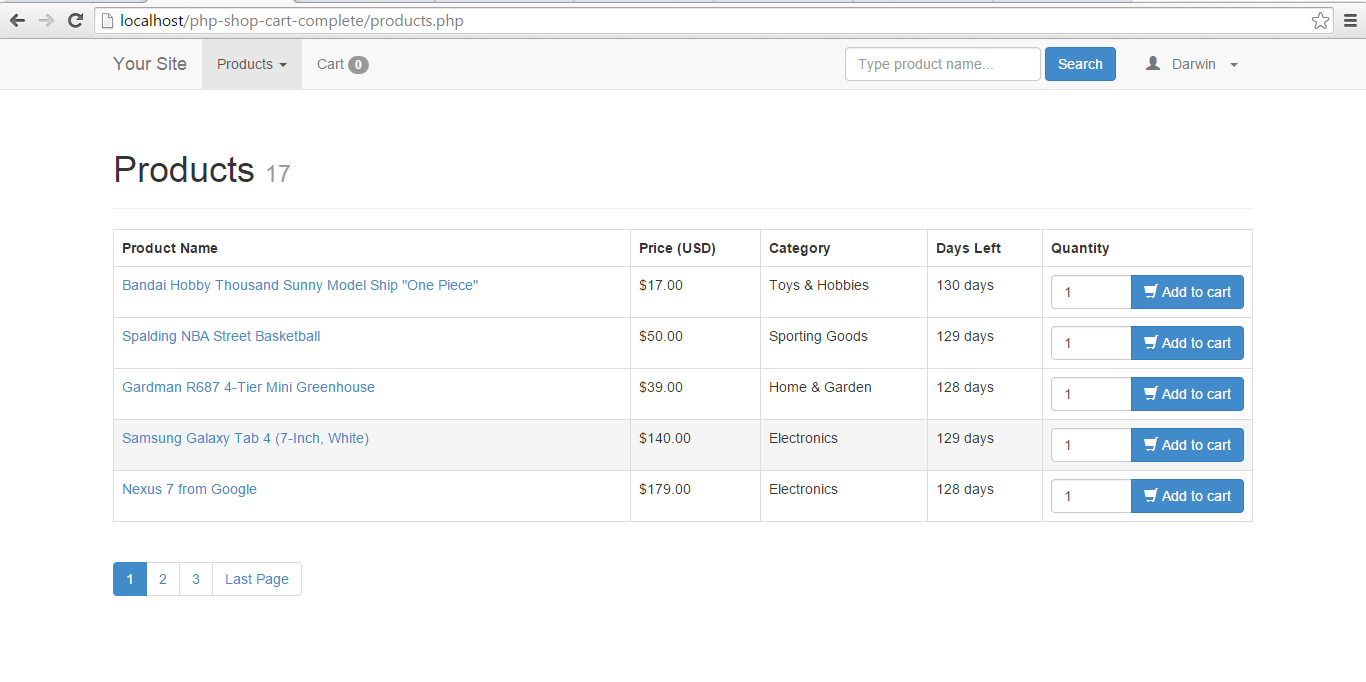 localhost/php-shop-cart-complete/products.php
Your Site Products Cart 0 Type product name... Search Darwin
Products 17
Product Name Price (USD) Category Days Left Quantity
Bandai Hobby Thousand Sunny Model Ship "One Piece" $17.00 Toys & Hobbies 130 days 1 Add to cart
Spalding NBA Street Basketball $50.00 Sporting Goods 129 days 1 Add to cart
Gardman R687 4-Tier Mini Greenhouse $39.00 Home & Garden 128 days 1 Add to cart
Samsung Galaxy Tab 4 (7-Inch, White) $140.00 Electronics 129 days 1 Add to cart
Nexus 7 from Google $179.00 Electronics 128 days 1 Add to cart
1 2 3 Last Page